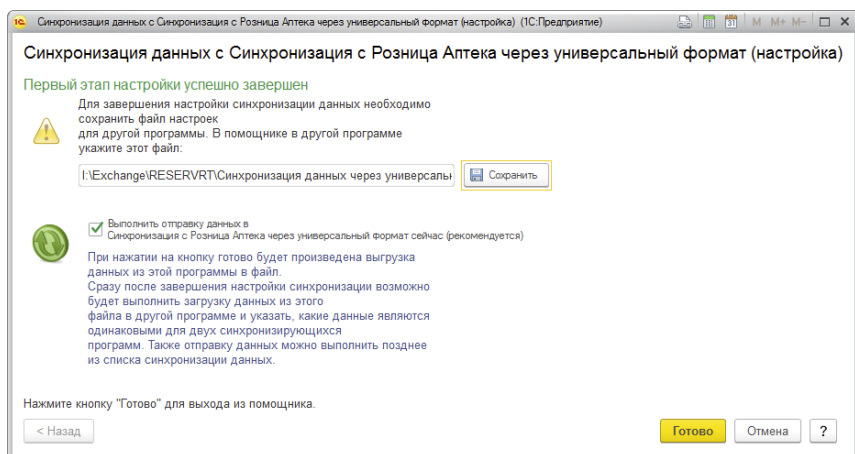 Синхронизация данных с Синхронизация с Розница Аптека через универсальный формат (настройка) (1С:Предприятие)
M M+ M-
Синхронизация данных с Синхронизация с Розница Аптека через универсальный формат (настройка)
Первый этап настройки успешно завершен
Для завершения настройки синхронизации данных необходимо
сохранить файл настроек
для другой программы. В помощнике в другой программе
укажите этот файл:
I:\Exchange\RESERVRT\Синхронизация данных через универсаль
Сохранить
Выполнить отправку данных в
Синхронизация с Розница Аптека через универсальный формат сейчас (рекомендуется)
При нажатии на кнопку готово будет произведена выгрузка
данных из этой программы в файл.
Сразу после завершения настройки синхронизации возможно
будет выполнить загрузку данных из этого
файла в другой программе и указать, какие данные являются
одинаковыми для двух синхронизирующихся
программ. Также отправку данных можно выполнить позднее
из списка синхронизации данных.
Нажмите кнопку "Готово" для выхода из помощника.
< Назад
Готово
Отмена
?